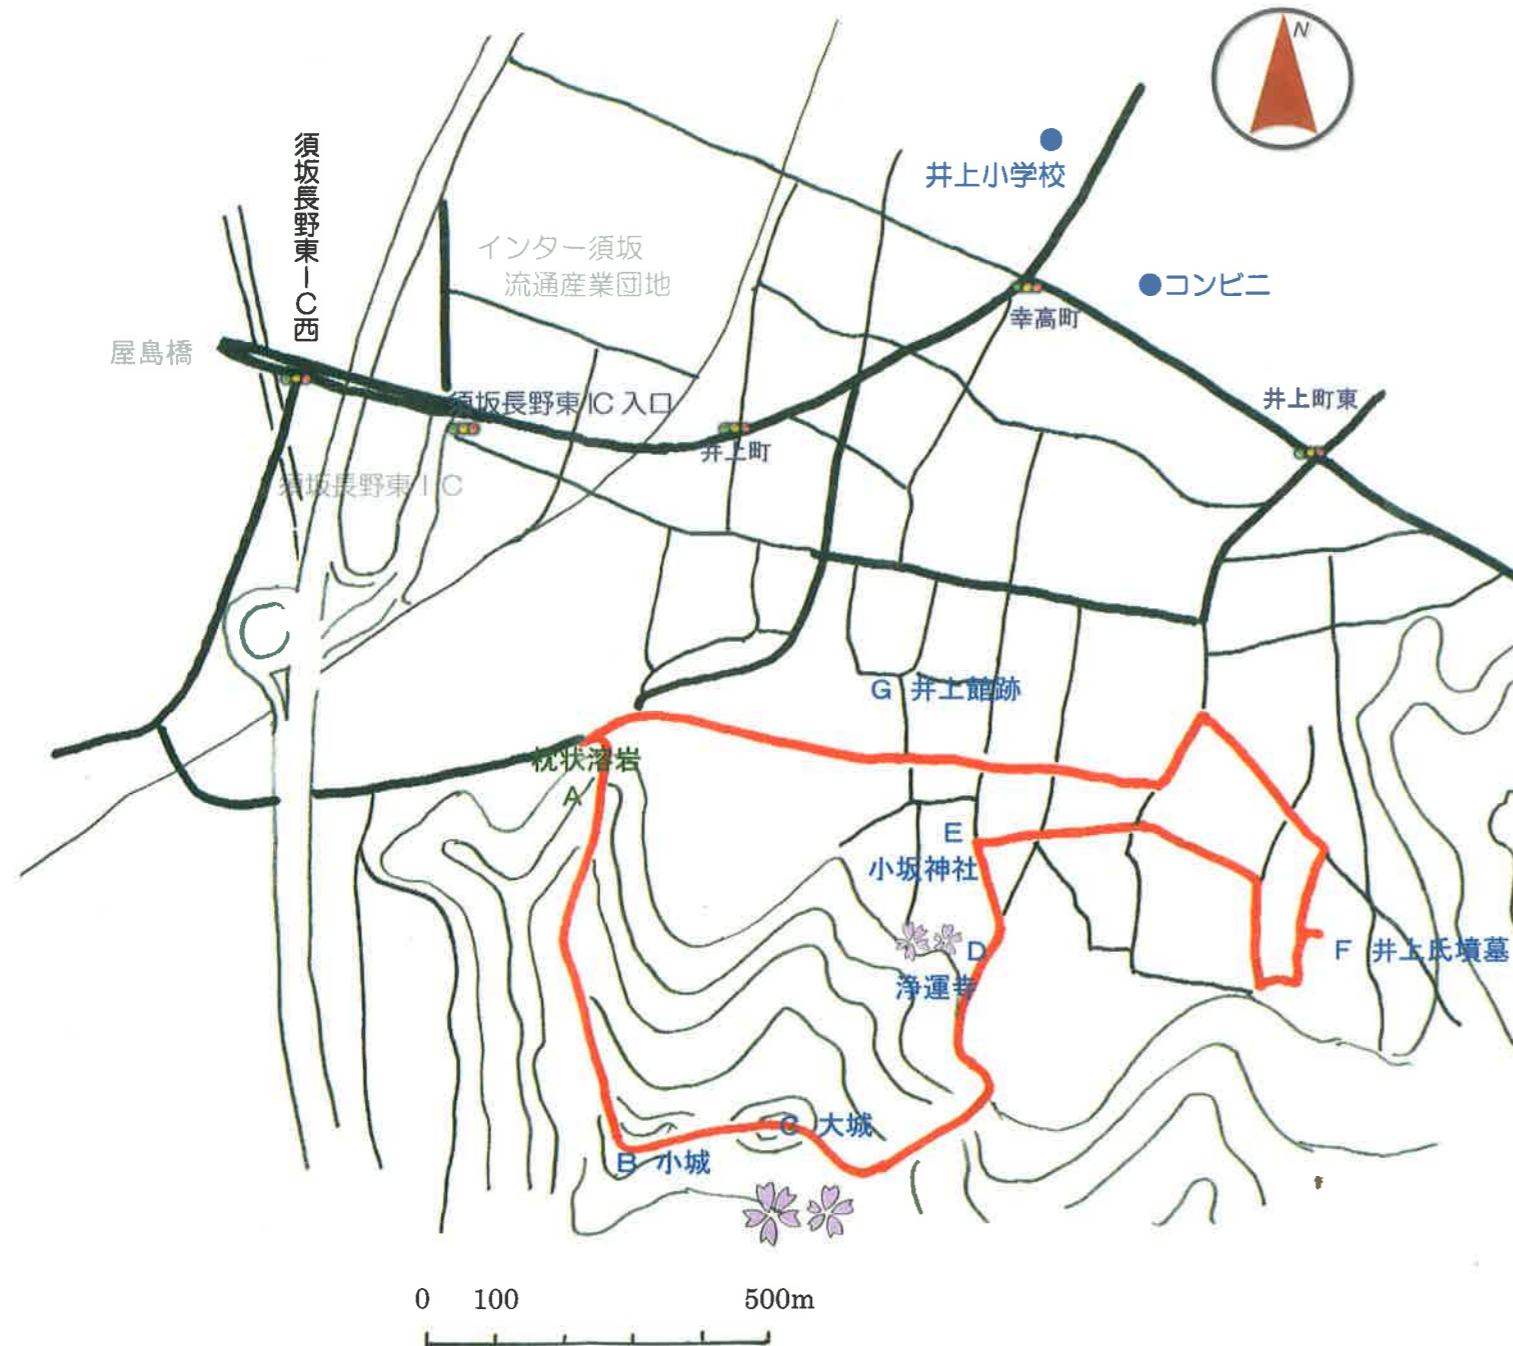 N
須坂長野東IC西
井上小学校
インター須坂
流通産業団地
コンビニ
幸高町
屋島橋
須坂長野東IC入口
井上町東
井上町
須坂長野東IC
G 井上館跡
枕状溶岩
A
E
小坂神社
D
F 井上氏墳墓
浄運寺
C 大城
B 小城
0 100 500m